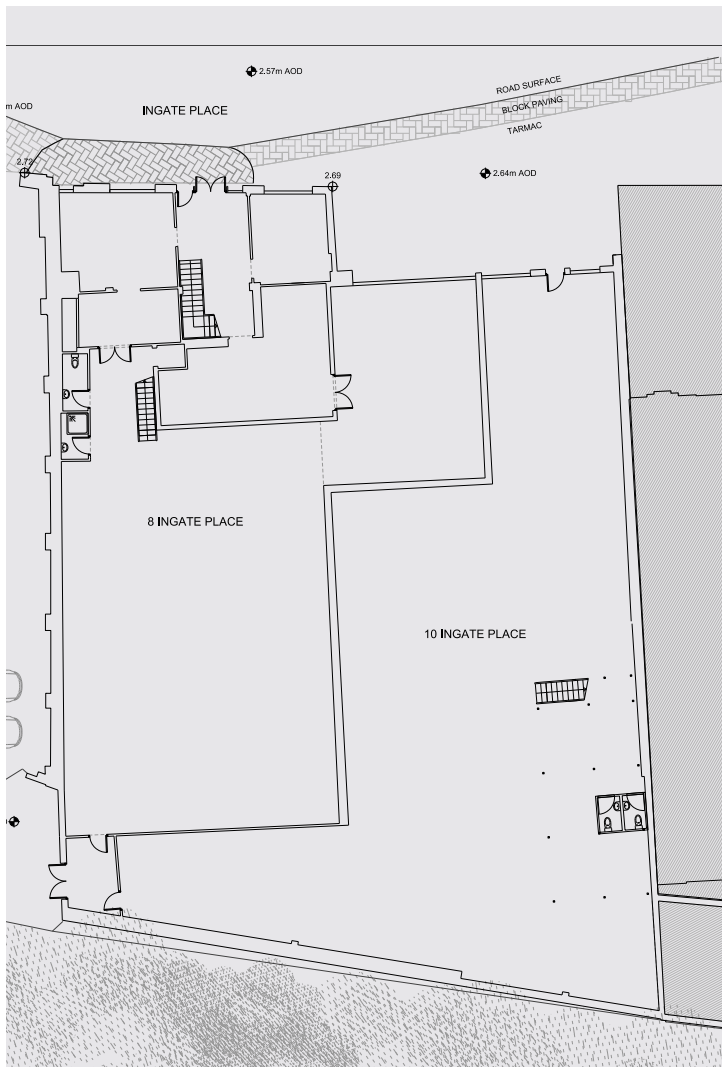 2.57m AOD
ROAD SURFACE
m AOD
INGATE PLACE
BLOCK PAVING
TARMAC
2.72
2.69
2.64m AOD
8 INGATE PLACE
10 INGATE PLACE